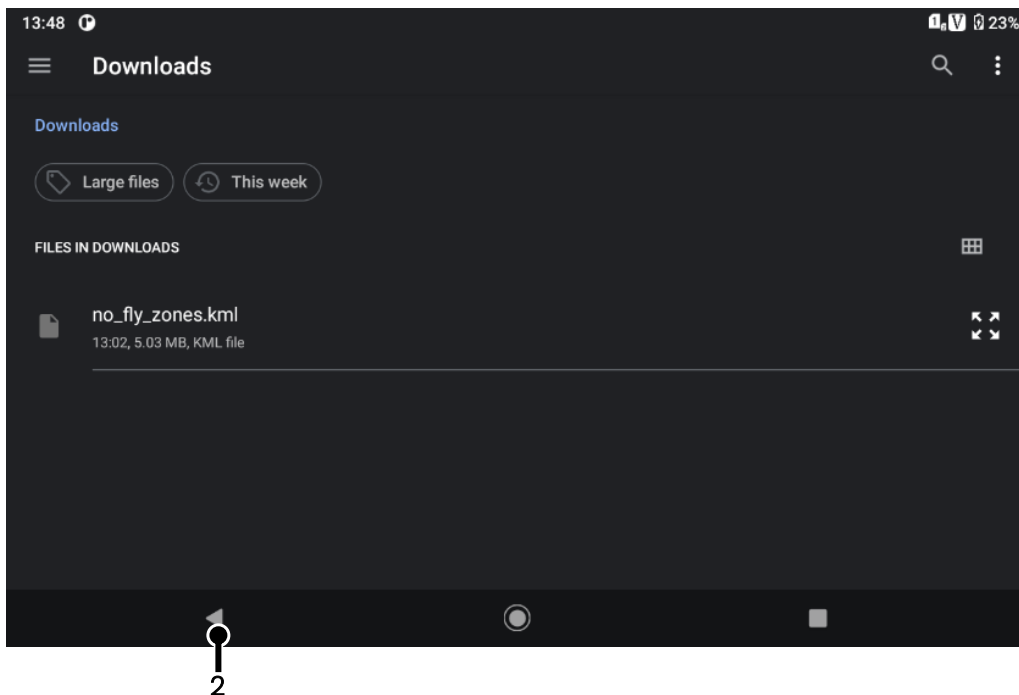 13:48 23%
Downloads
Downloads
Large files This week
FILES IN DOWNLOADS
no_fly_zones.kml
13:02, 5.03 MB, KML file
2